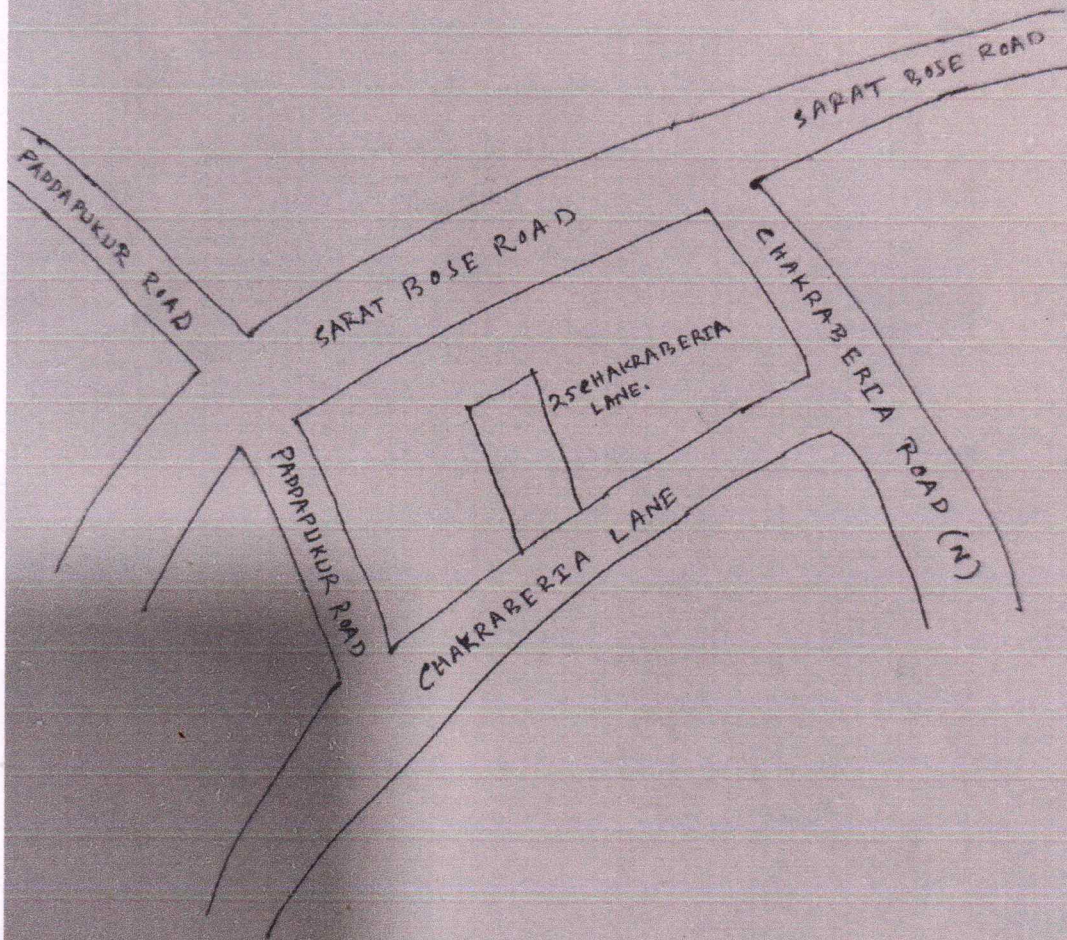 SARAT BOSE ROAD
PADDAPUKUR ROAD
SARAT BOSE ROAD
CHAKRABERIA ROAD (N)
25 CHAKRABERIA
LANE.
PADDAPUKUR ROAD
CHAKRABERIA LANE